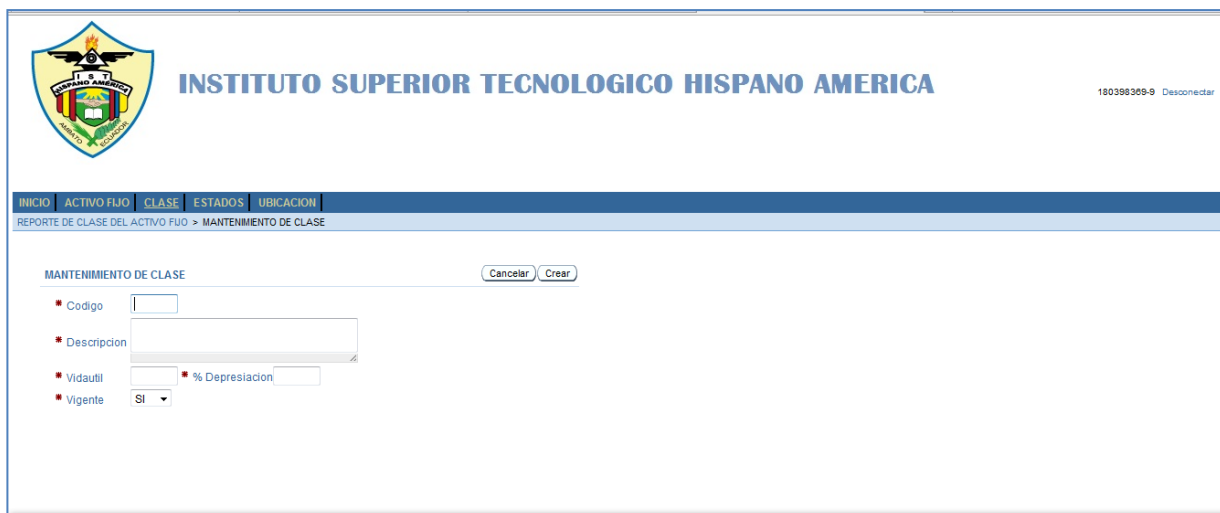 I S T
HISPANO AMERICA
AMBATO ECUADOR
INSTITUTO SUPERIOR TECNOLOGICO HISPANO AMERICA
180398369-9 Desconectar
INICIO ACTIVO FIJO CLASE ESTADOS UBICACION
REPORTE DE CLASE DEL ACTIVO FIJO > MANTENIMIENTO DE CLASE
MANTENIMIENTO DE CLASE Cancelar Crear
* Codigo
* Descripcion
* Vidautil * % Depresiacion
* Vigente SI